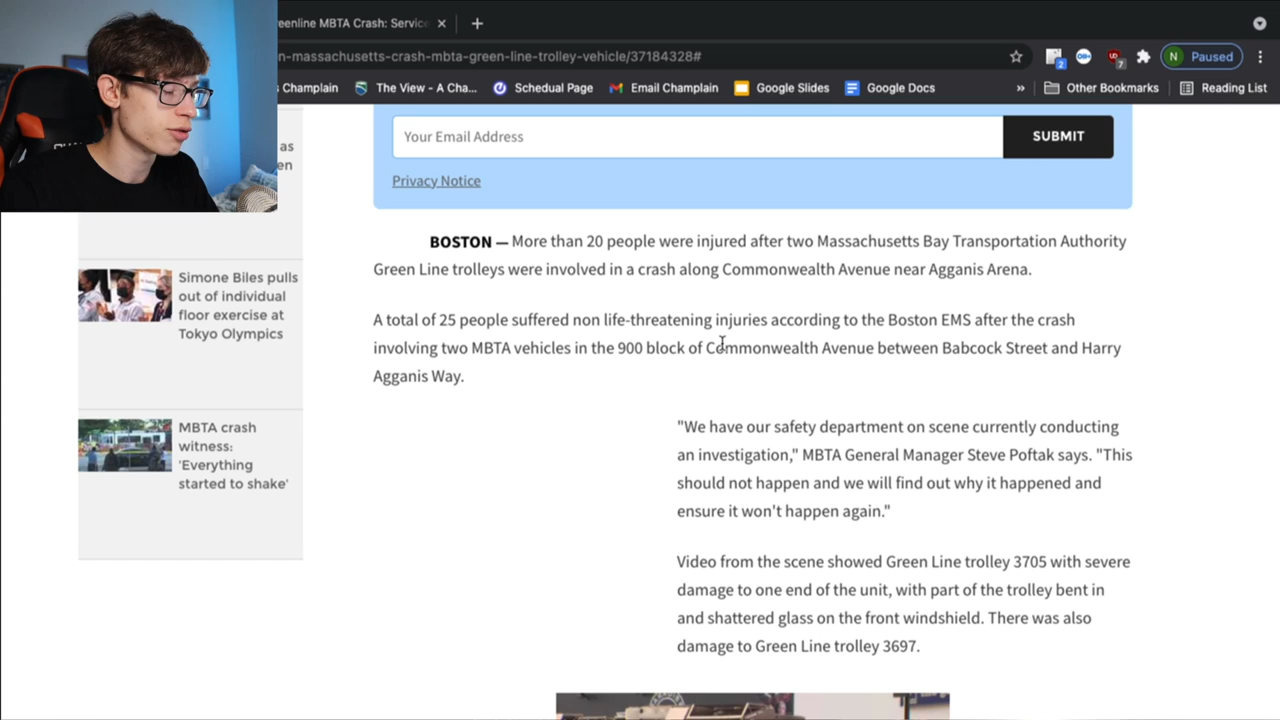 eenline MBTA Crash: Service
n-massachusetts-crash-mbta-green-line-trolley-vehicle/37184328#
2
7
N Paused
Champlain
The View - A Cha...
Schedual Page
Email Champlain
Google Slides
Google Docs
»
Other Bookmarks
Reading List
Your Email Address
SUBMIT
Privacy Notice
as
en
Simone Biles pulls
out of individual
floor exercise at
Tokyo Olympics
MBTA crash
witness:
'Everything
started to shake'
BOSTON — More than 20 people were injured after two Massachusetts Bay Transportation Authority
Green Line trolleys were involved in a crash along Commonwealth Avenue near Agganis Arena.
A total of 25 people suffered non life-threatening injuries according to the Boston EMS after the crash
involving two MBTA vehicles in the 900 block of Commonwealth Avenue between Babcock Street and Harry
Agganis Way.
"We have our safety department on scene currently conducting
an investigation," MBTA General Manager Steve Poftak says. "This
should not happen and we will find out why it happened and
ensure it won't happen again."
Video from the scene showed Green Line trolley 3705 with severe
damage to one end of the unit, with part of the trolley bent in
and shattered glass on the front windshield. There was also
damage to Green Line trolley 3697.